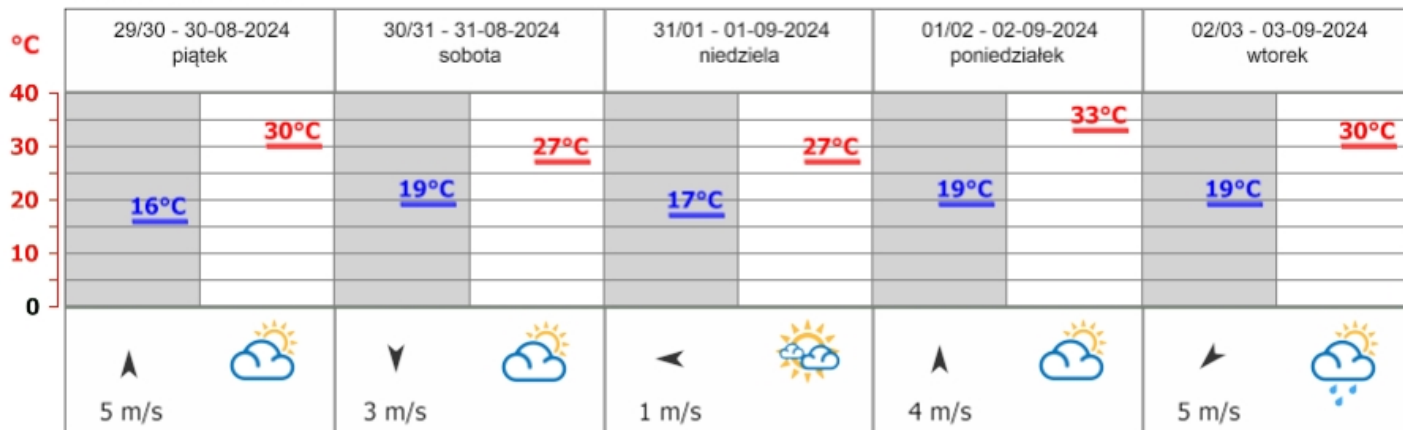 29/30 - 30-08-2024
piątek
30/31 - 31-08-2024
sobota
31/01 - 01-09-2024
niedziela
01/02 - 02-09-2024
poniedziałek
02/03 - 03-09-2024
wtorek
°C
40
30
20
10
0
16°C
30°C
19°C
27°C
17°C
27°C
19°C
33°C
19°C
30°C
5 m/s
3 m/s
1 m/s
4 m/s
5 m/s